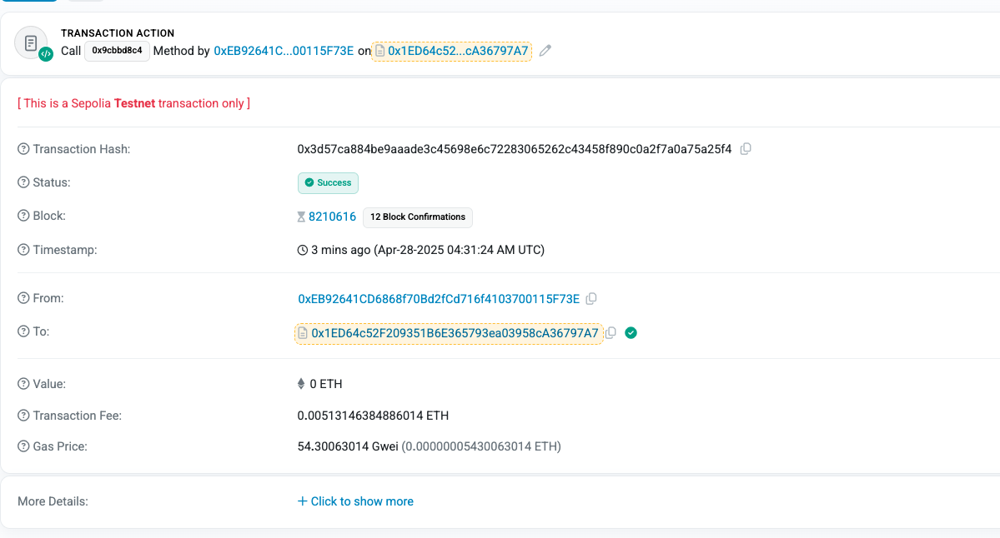 TRANSACTION ACTION
Call 0x9cbbd8c4 Method by 0xEB92641C...00115F73E on 0x1ED64c52...cA36797A7
[ This is a Sepolia Testnet transaction only ]
Transaction Hash: 0x3d57ca884be9aaade3c45698e6c72283065262c43458f890c0a2f7a0a75a25f4
Status: Success
Block: 8210616 12 Block Confirmations
Timestamp: 3 mins ago (Apr-28-2025 04:31:24 AM UTC)
From: 0xEB92641CD6868f70Bd2fCd716f4103700115F73E
To: 0x1ED64c52F209351B6E365793ea03958cA36797A7
Value: 0 ETH
Transaction Fee: 0.00513146384886014 ETH
Gas Price: 54.30063014 Gwei (0.00000005430063014 ETH)
More Details: + Click to show more